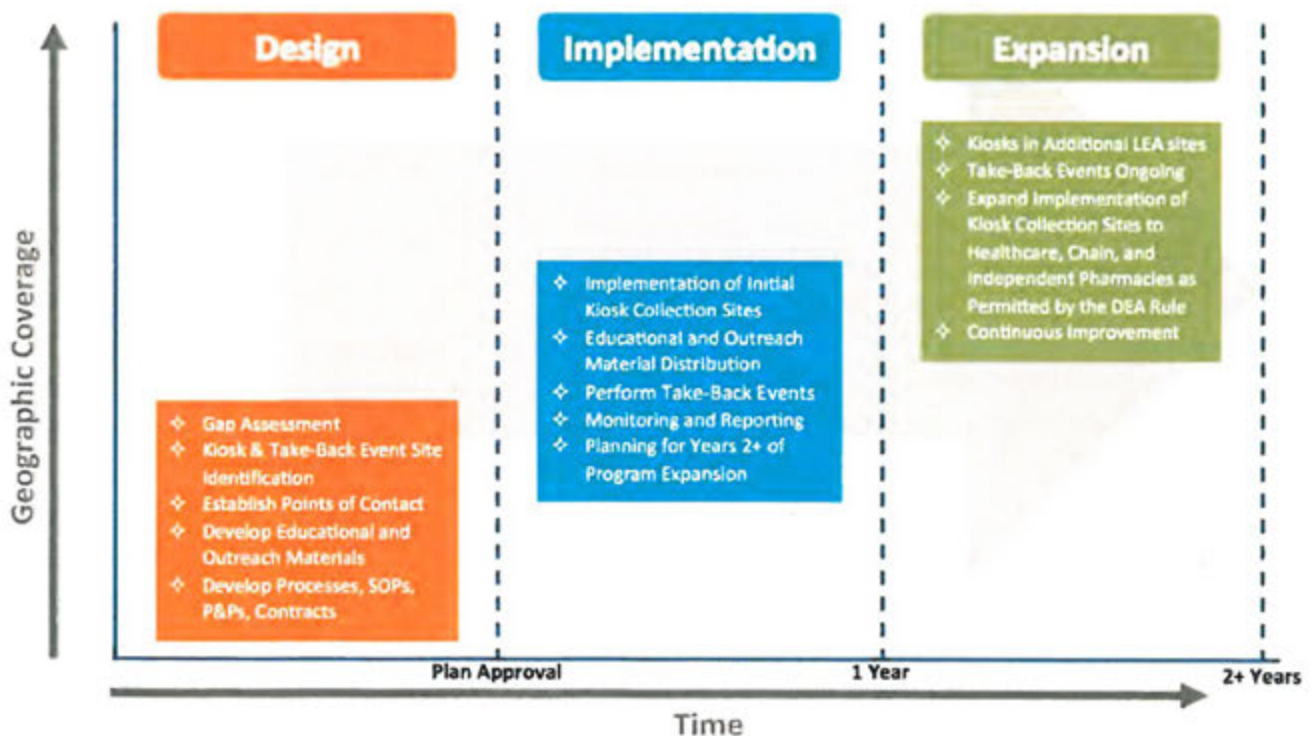 Design
Implementation
Expansion
Geographic Coverage
✧ Gap Assessment
✧ Kiosk & Take-Back Event Site
Identification
✧ Establish Points of Contact
✧ Develop Educational and
Outreach Materials
✧ Develop Processes, SOPs,
P&Ps, Contracts
✧ Implementation of Initial
Kiosk Collection Sites
✧ Educational and Outreach
Material Distribution
✧ Perform Take-Back Events
✧ Monitoring and Reporting
✧ Planning for Years 2+ of
Program Expansion
✧ Kiosks in Additional LEA sites
✧ Take-Back Events Ongoing
✧ Expand Implementation of
Kiosk Collection Sites to
Healthcare, Chain, and
Independent Pharmacies as
Permitted by the DEA Rule
✧ Continuous Improvement
Plan Approval
1 Year
2+ Years
Time